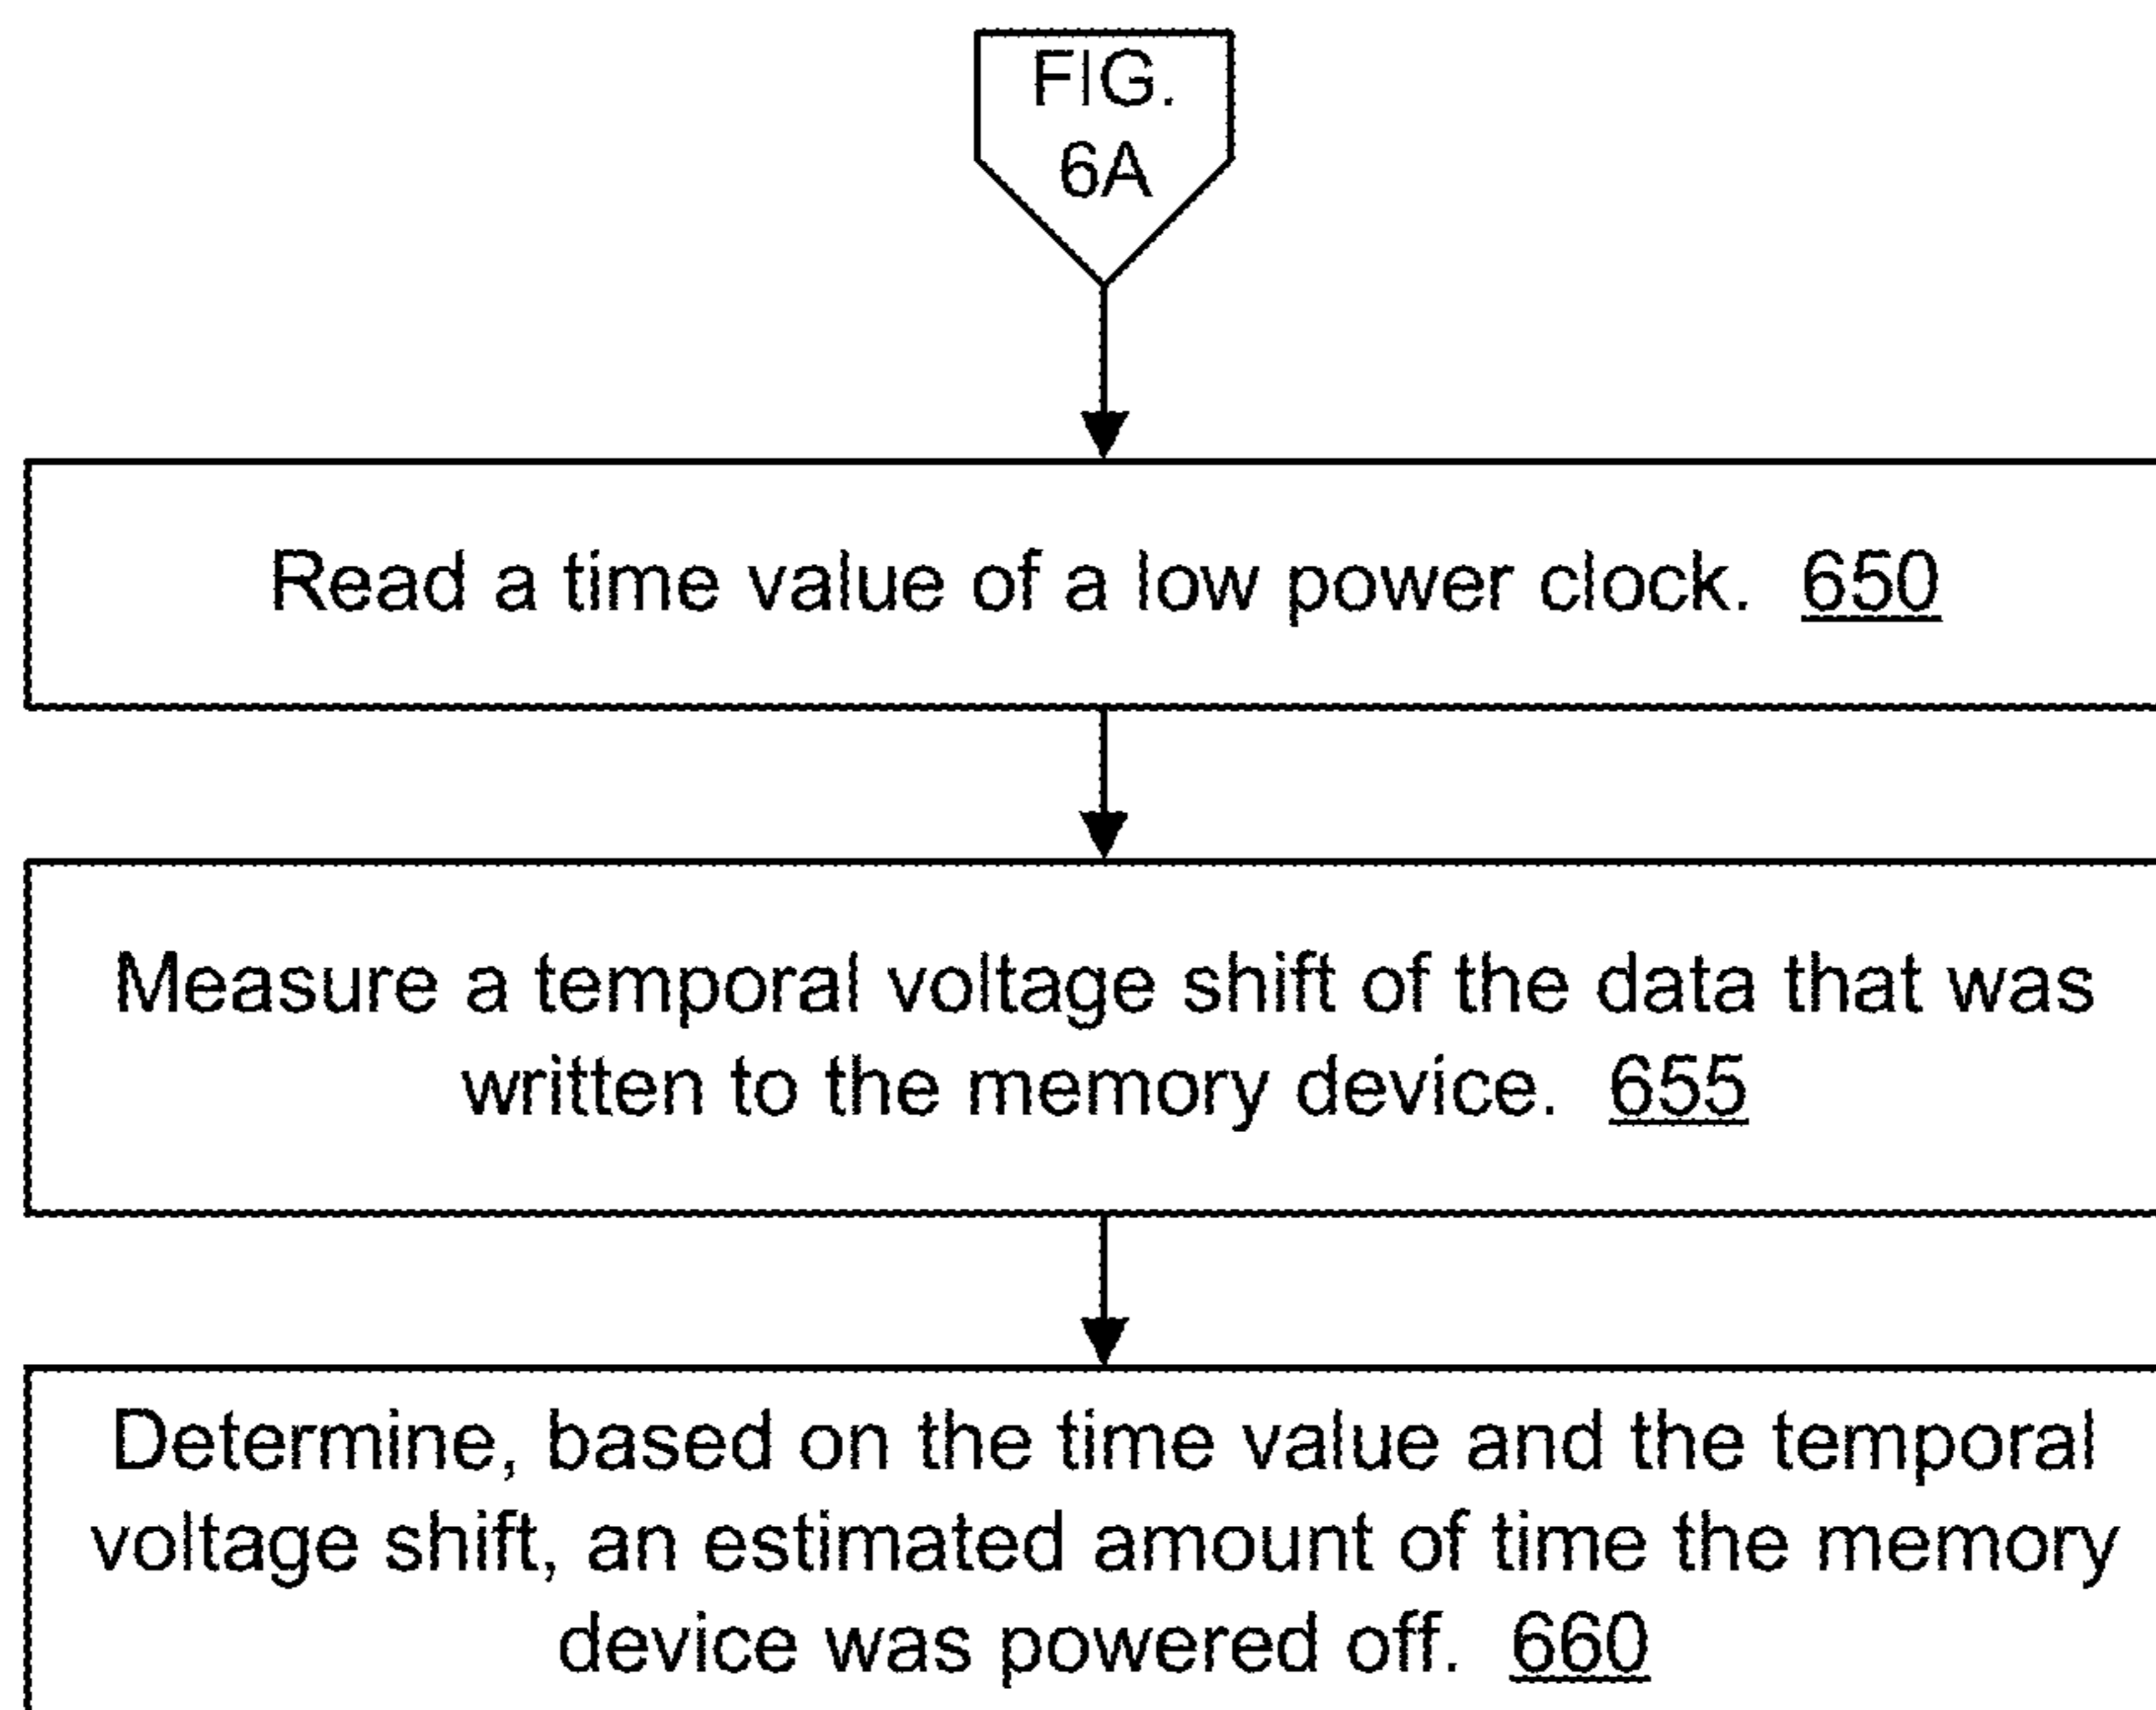 FIG.
6A
Read a time value of a low power clock. 650
Measure a temporal voltage shift of the data that was
written to the memory device. 655
Determine, based on the time value and the temporal
voltage shift, an estimated amount of time the memory
device was powered off. 660